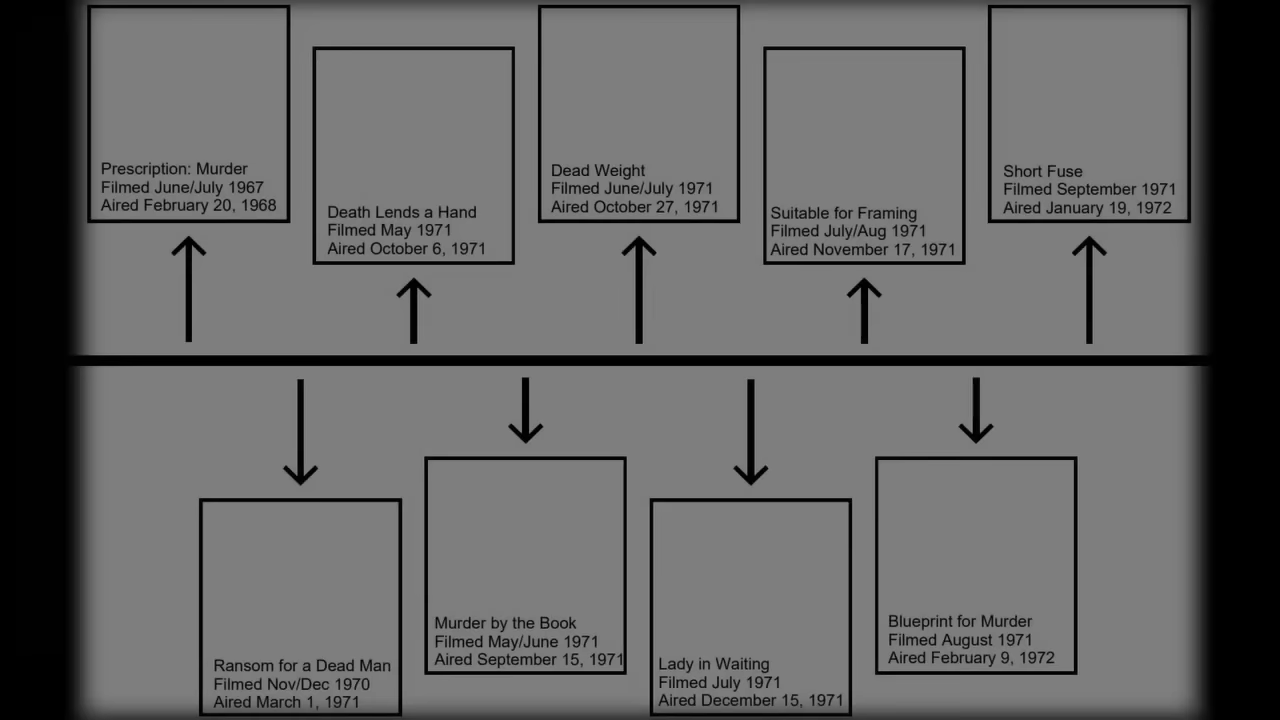 Prescription: Murder
Filmed June/July 1967
Aired February 20, 1968
Ransom for a Dead Man
Filmed Nov/Dec 1970
Aired March 1, 1971
Death Lends a Hand
Filmed May 1971
Aired October 6, 1971
Murder by the Book
Filmed May/June 1971
Aired September 15, 1971
Dead Weight
Filmed June/July 1971
Aired October 27, 1971
Lady in Waiting
Filmed July 1971
Aired December 15, 1971
Suitable for Framing
Filmed July/Aug 1971
Aired November 17, 1971
Blueprint for Murder
Filmed August 1971
Aired February 9, 1972
Short Fuse
Filmed September 1971
Aired January 19, 1972